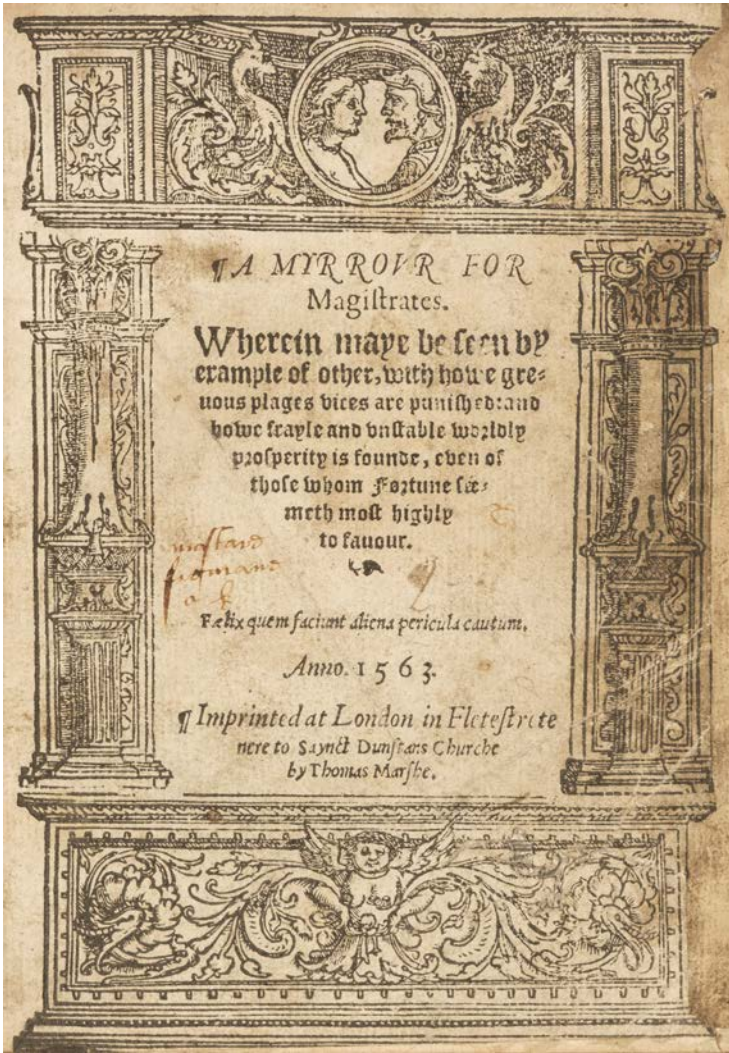 ¶A MYRROVR FOR
Magistrates.
Wherein maye be seen by
example of other, with howe gre=
uous plages vices are punished: and
howe frayle and vnstable worldly
prosperity is founde, even of
those whom Fortune sæ=
meth most highly
to fauour.
Fælix quem faciunt aliena pericula cautum.
Anno. 1563.
¶Imprinted at London in Fletestrete
nere to Saynct Dunstans Churche
by Thomas Marshe.